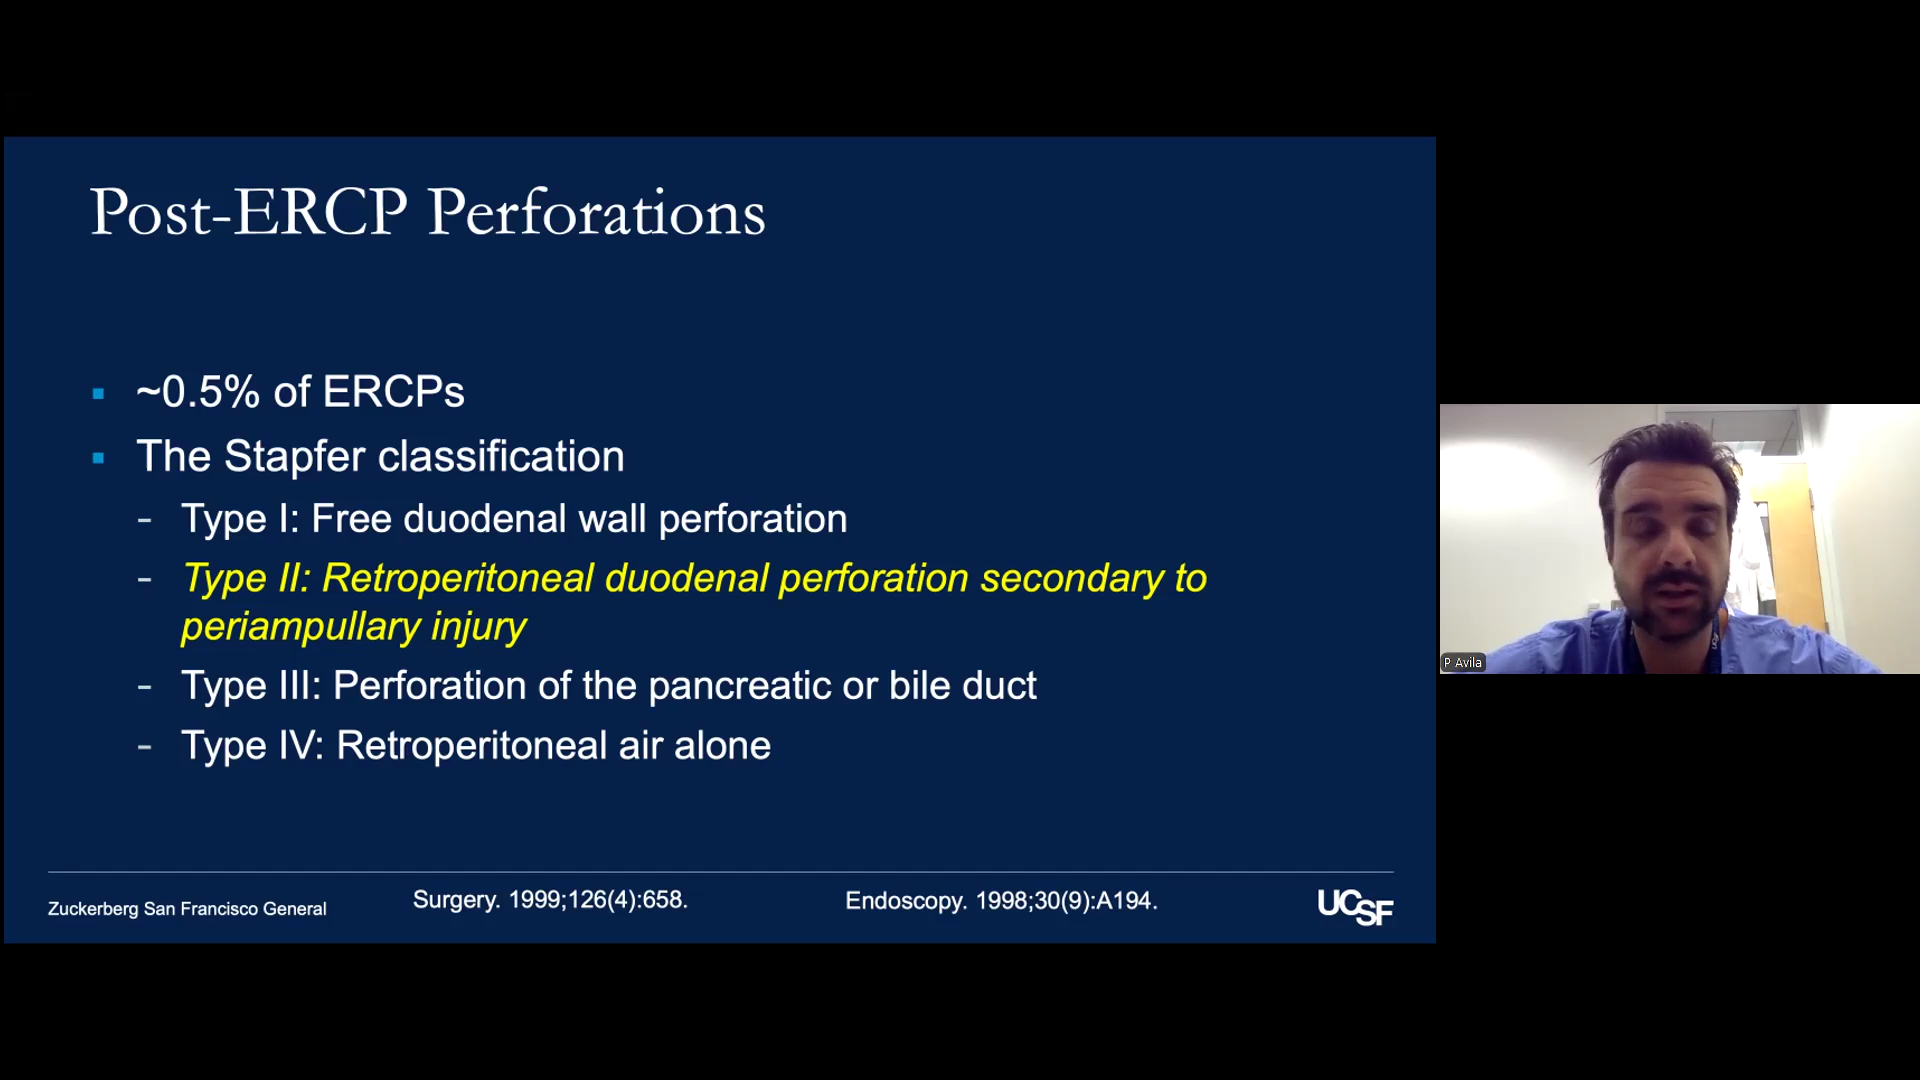 Post-ERCP Perforations
▪ ~0.5% of ERCPs
▪ The Stapfer classification
- Type I: Free duodenal wall perforation
- Type II: Retroperitoneal duodenal perforation secondary to
periampullary injury
- Type III: Perforation of the pancreatic or bile duct
- Type IV: Retroperitoneal air alone
Zuckerberg San Francisco General
Surgery. 1999;126(4):658.
Endoscopy. 1998;30(9):A194.
UCSF
P Avila